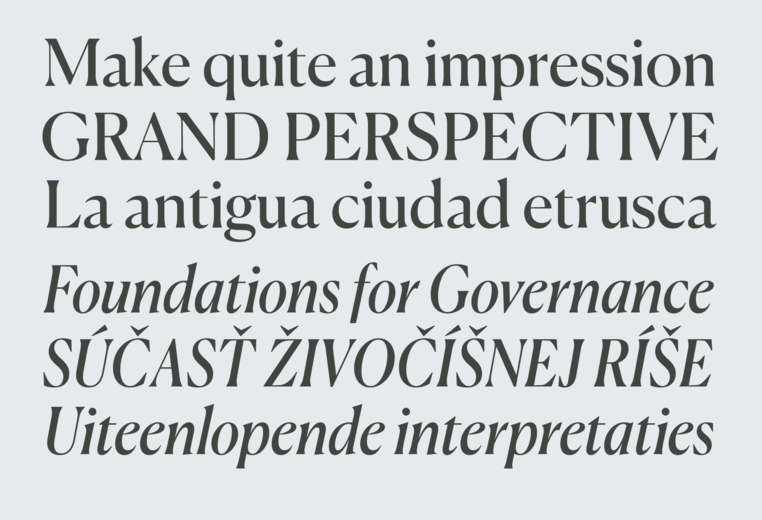 Make quite an impression
GRAND PERSPECTIVE
La antigua ciudad etrusca
Foundations for Governance
SÚČASŤ ŽIVOČÍŠNEJ RÍŠE
Uiteenlopende interpretaties